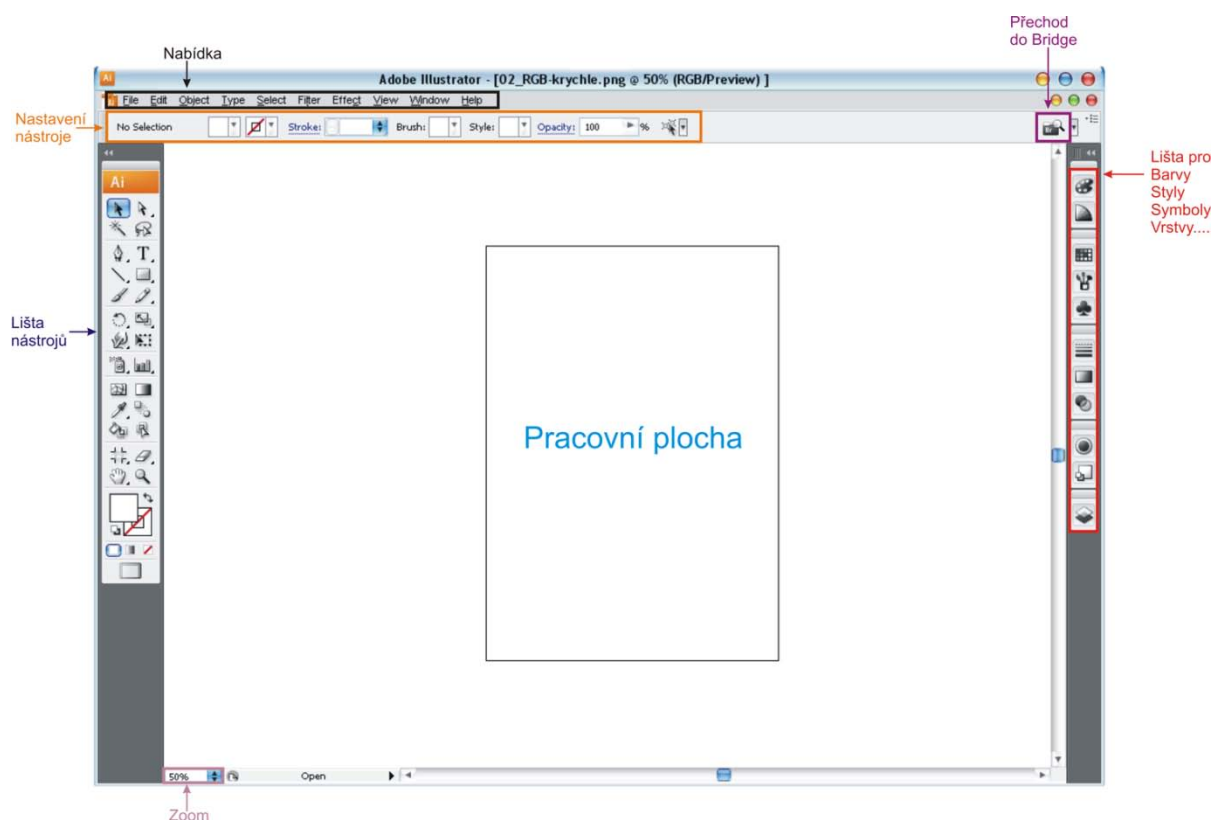 Přechod
do Bridge
Nabídka
Ai Adobe Illustrator - [02_RGB-krychle.png @ 50% (RGB/Preview) ]
File Edit Object Type Select Filter Effect View Window Help
Nastavení
nástroje
No Selection Stroke: Brush: Style: Opacity: 100 %
Lišta pro
Barvy
Styly
Symboly
Vrstvy....
Ai
T
Lišta
nástrojů
Pracovní plocha
50% Open
Zoom